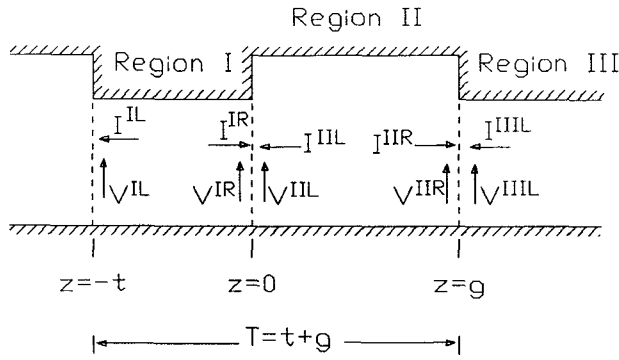 Region II
Region I
Region III
I^IL
I^IR
I^IIL
I^IIR
I^IIIL
V^IL
V^IR
V^IIL
V^IIR
V^IIIL
z=-t
z=0
z=g
T=t+g